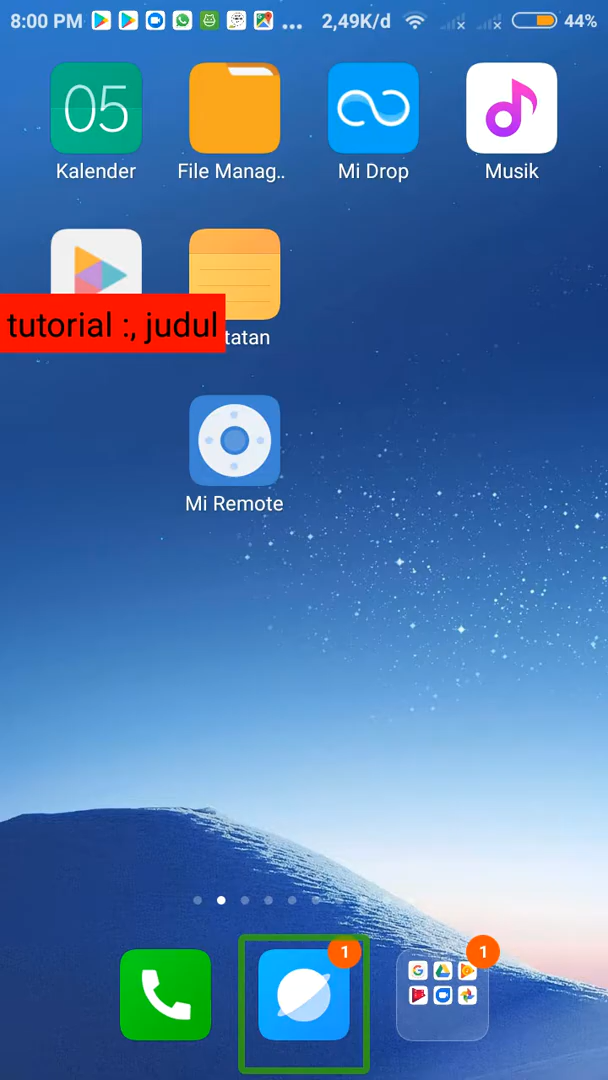 8:00 PM ... 2,49K/d 44%
05
Kalender File Manag.. Mi Drop Musik
tutorial :, judul
tatan
Mi Remote
1 1
G